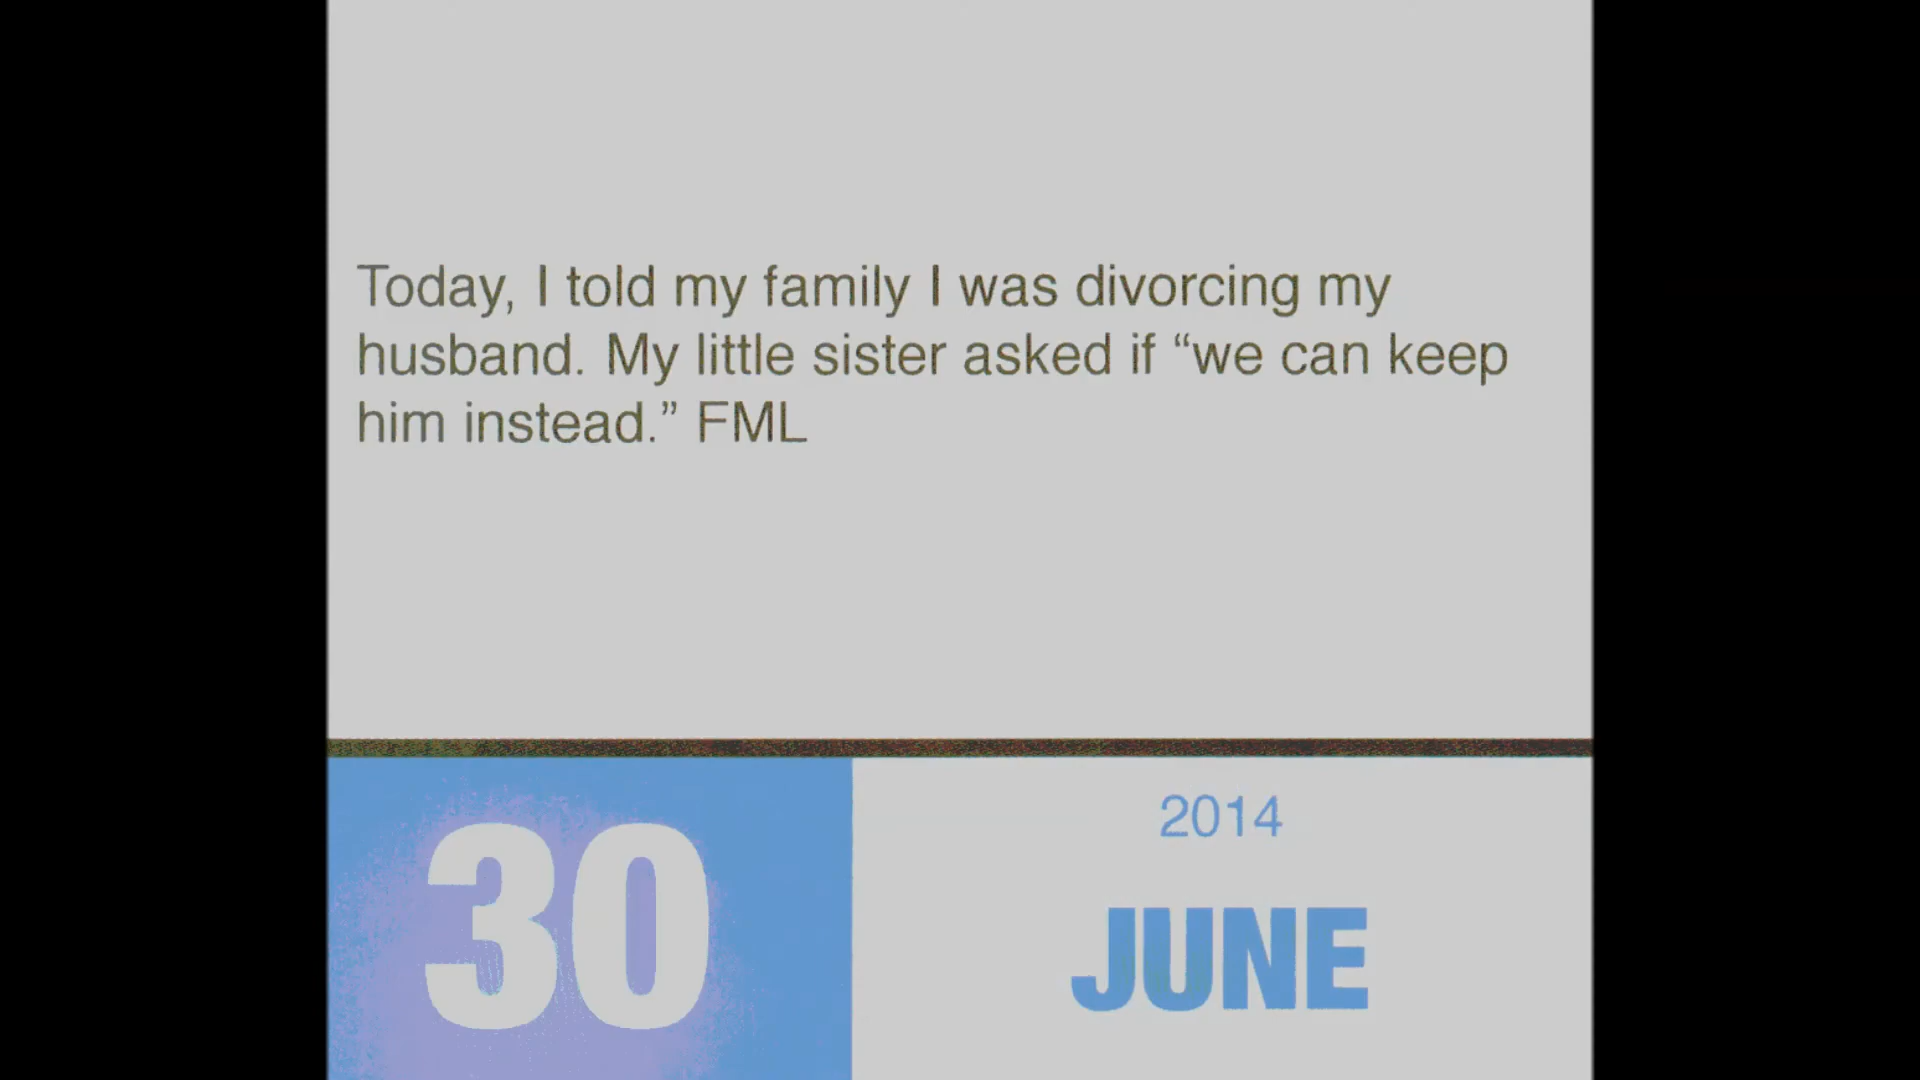 Today, I told my family I was divorcing my
husband. My little sister asked if “we can keep
him instead.” FML
30
2014
JUNE